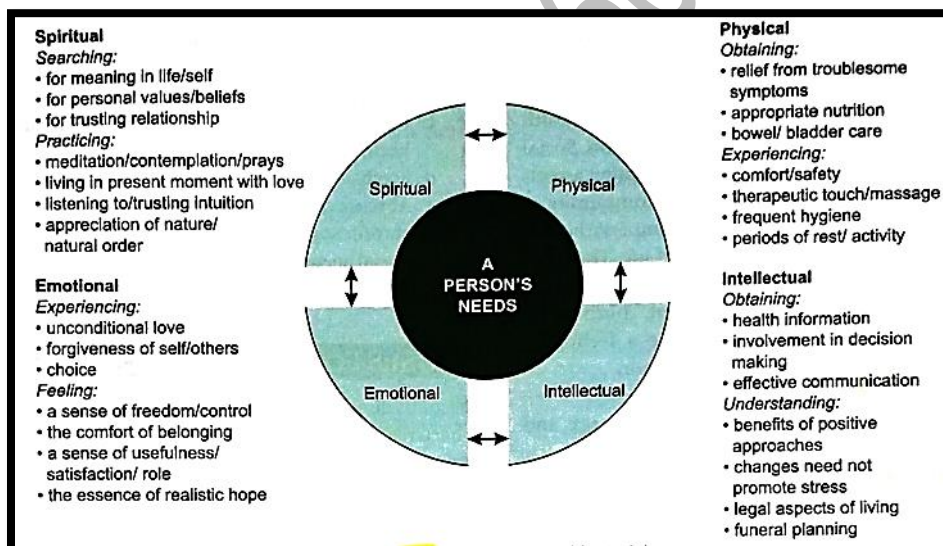 Spiritual
Searching:
• for meaning in life/self
• for personal values/beliefs
• for trusting relationship
Practicing:
• meditation/contemplation/prays
• living in present moment with love
• listening to/trusting intuition
• appreciation of nature/
natural order
Emotional
Experiencing:
• unconditional love
• forgiveness of self/others
• choice
Feeling:
• a sense of freedom/control
• the comfort of belonging
• a sense of usefulness/
satisfaction/ role
• the essence of realistic hope
Spiritual
Physical
A
PERSON'S
NEEDS
Emotional
Intellectual
Physical
Obtaining:
• relief from troublesome
symptoms
• appropriate nutrition
• bowel/ bladder care
Experiencing:
• comfort/safety
• therapeutic touch/massage
• frequent hygiene
• periods of rest/ activity
Intellectual
Obtaining:
• health information
• involvement in decision
making
• effective communication
Understanding:
• benefits of positive
approaches
• changes need not
promote stress
• legal aspects of living
• funeral planning